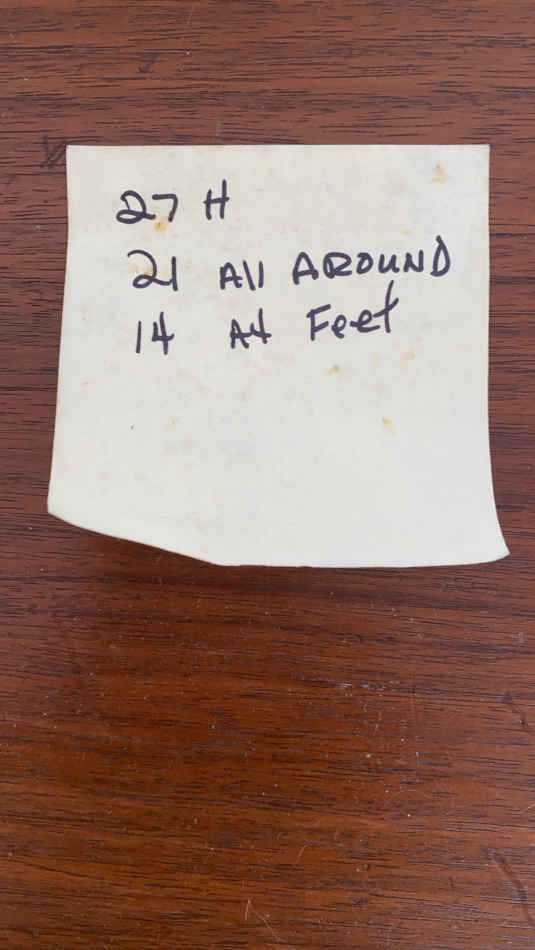 27 H
21 All AROUND
14 At Feet